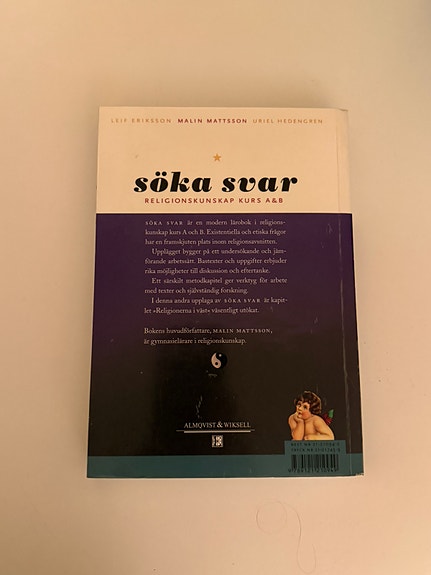 LEIF ERIKSSON MALIN MATTSSON URIEL HEDENGREN
söka svar
RELIGIONSKUNSKAP KURS A&B
SÖKA SVAR är en modern lärobok i religions-
kunskap kurs A och B. Existentiella och etiska frågor
har en framskjuten plats inom religionsavsnitten.
Upplägget bygger på ett undersökande och jäm-
förande arbetssätt. Bastexter och uppgifter erbjuder
rika möjligheter till discussion och eftertanke.
Ett särskilt metodkapitel ger verktyg för arbete
med texter och självständig forskning.
I denna andra upplaga av SÖKA SVAR är kapit-
let »Religionerna i väst» väsentligt utökat.
Bokens huvudförfattare, MALIN MATTSSON,
är gymnasielärare i religionskunskap.
ALMQVIST & WIKSELL